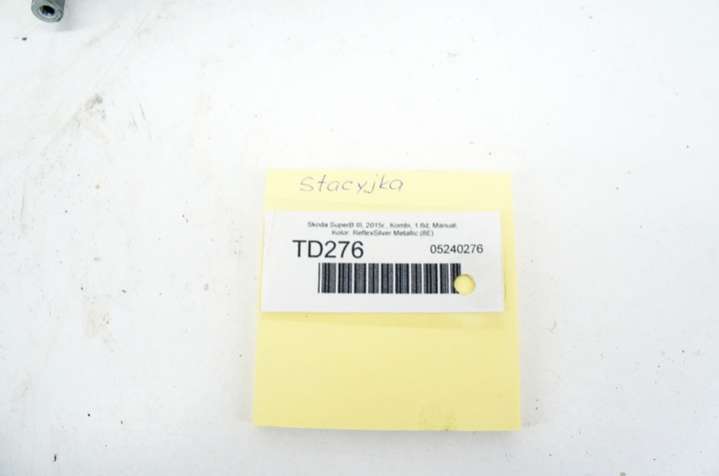 Stacyjka
Skoda SuperB III, 2015r., Kombi, 1.6d, Manual,
Kolor: ReflexSilver Metallic (8E)
TD276
05240276